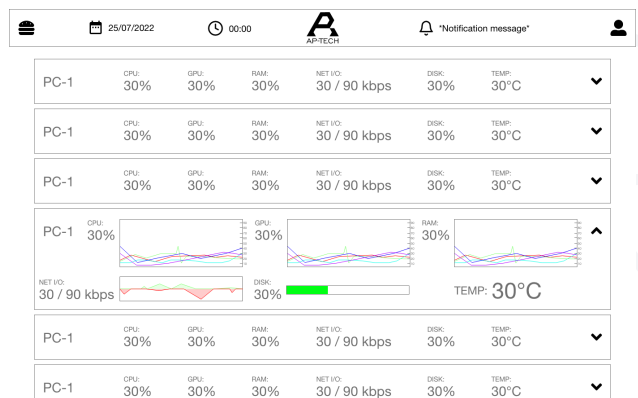 25/07/2022 00:00 AP-TECH *Notification message*
CPU: GPU: RAM: NET I/O: DISK: TEMP:
PC-1 30% 30% 30% 30 / 90 kbps 30% 30°C
CPU: GPU: RAM: NET I/O: DISK: TEMP:
PC-1 30% 30% 30% 30 / 90 kbps 30% 30°C
CPU: GPU: RAM: NET I/O: DISK: TEMP:
PC-1 30% 30% 30% 30 / 90 kbps 30% 30°C
CPU: GPU: RAM:
PC-1 30% 30% 30%
NET I/O: DISK:
30 / 90 kbps 30% TEMP: 30°C
CPU: GPU: RAM: NET I/O: DISK: TEMP:
PC-1 30% 30% 30% 30 / 90 kbps 30% 30°C
CPU: GPU: RAM: NET I/O: DISK: TEMP:
PC-1 30% 30% 30% 30 / 90 kbps 30% 30°C